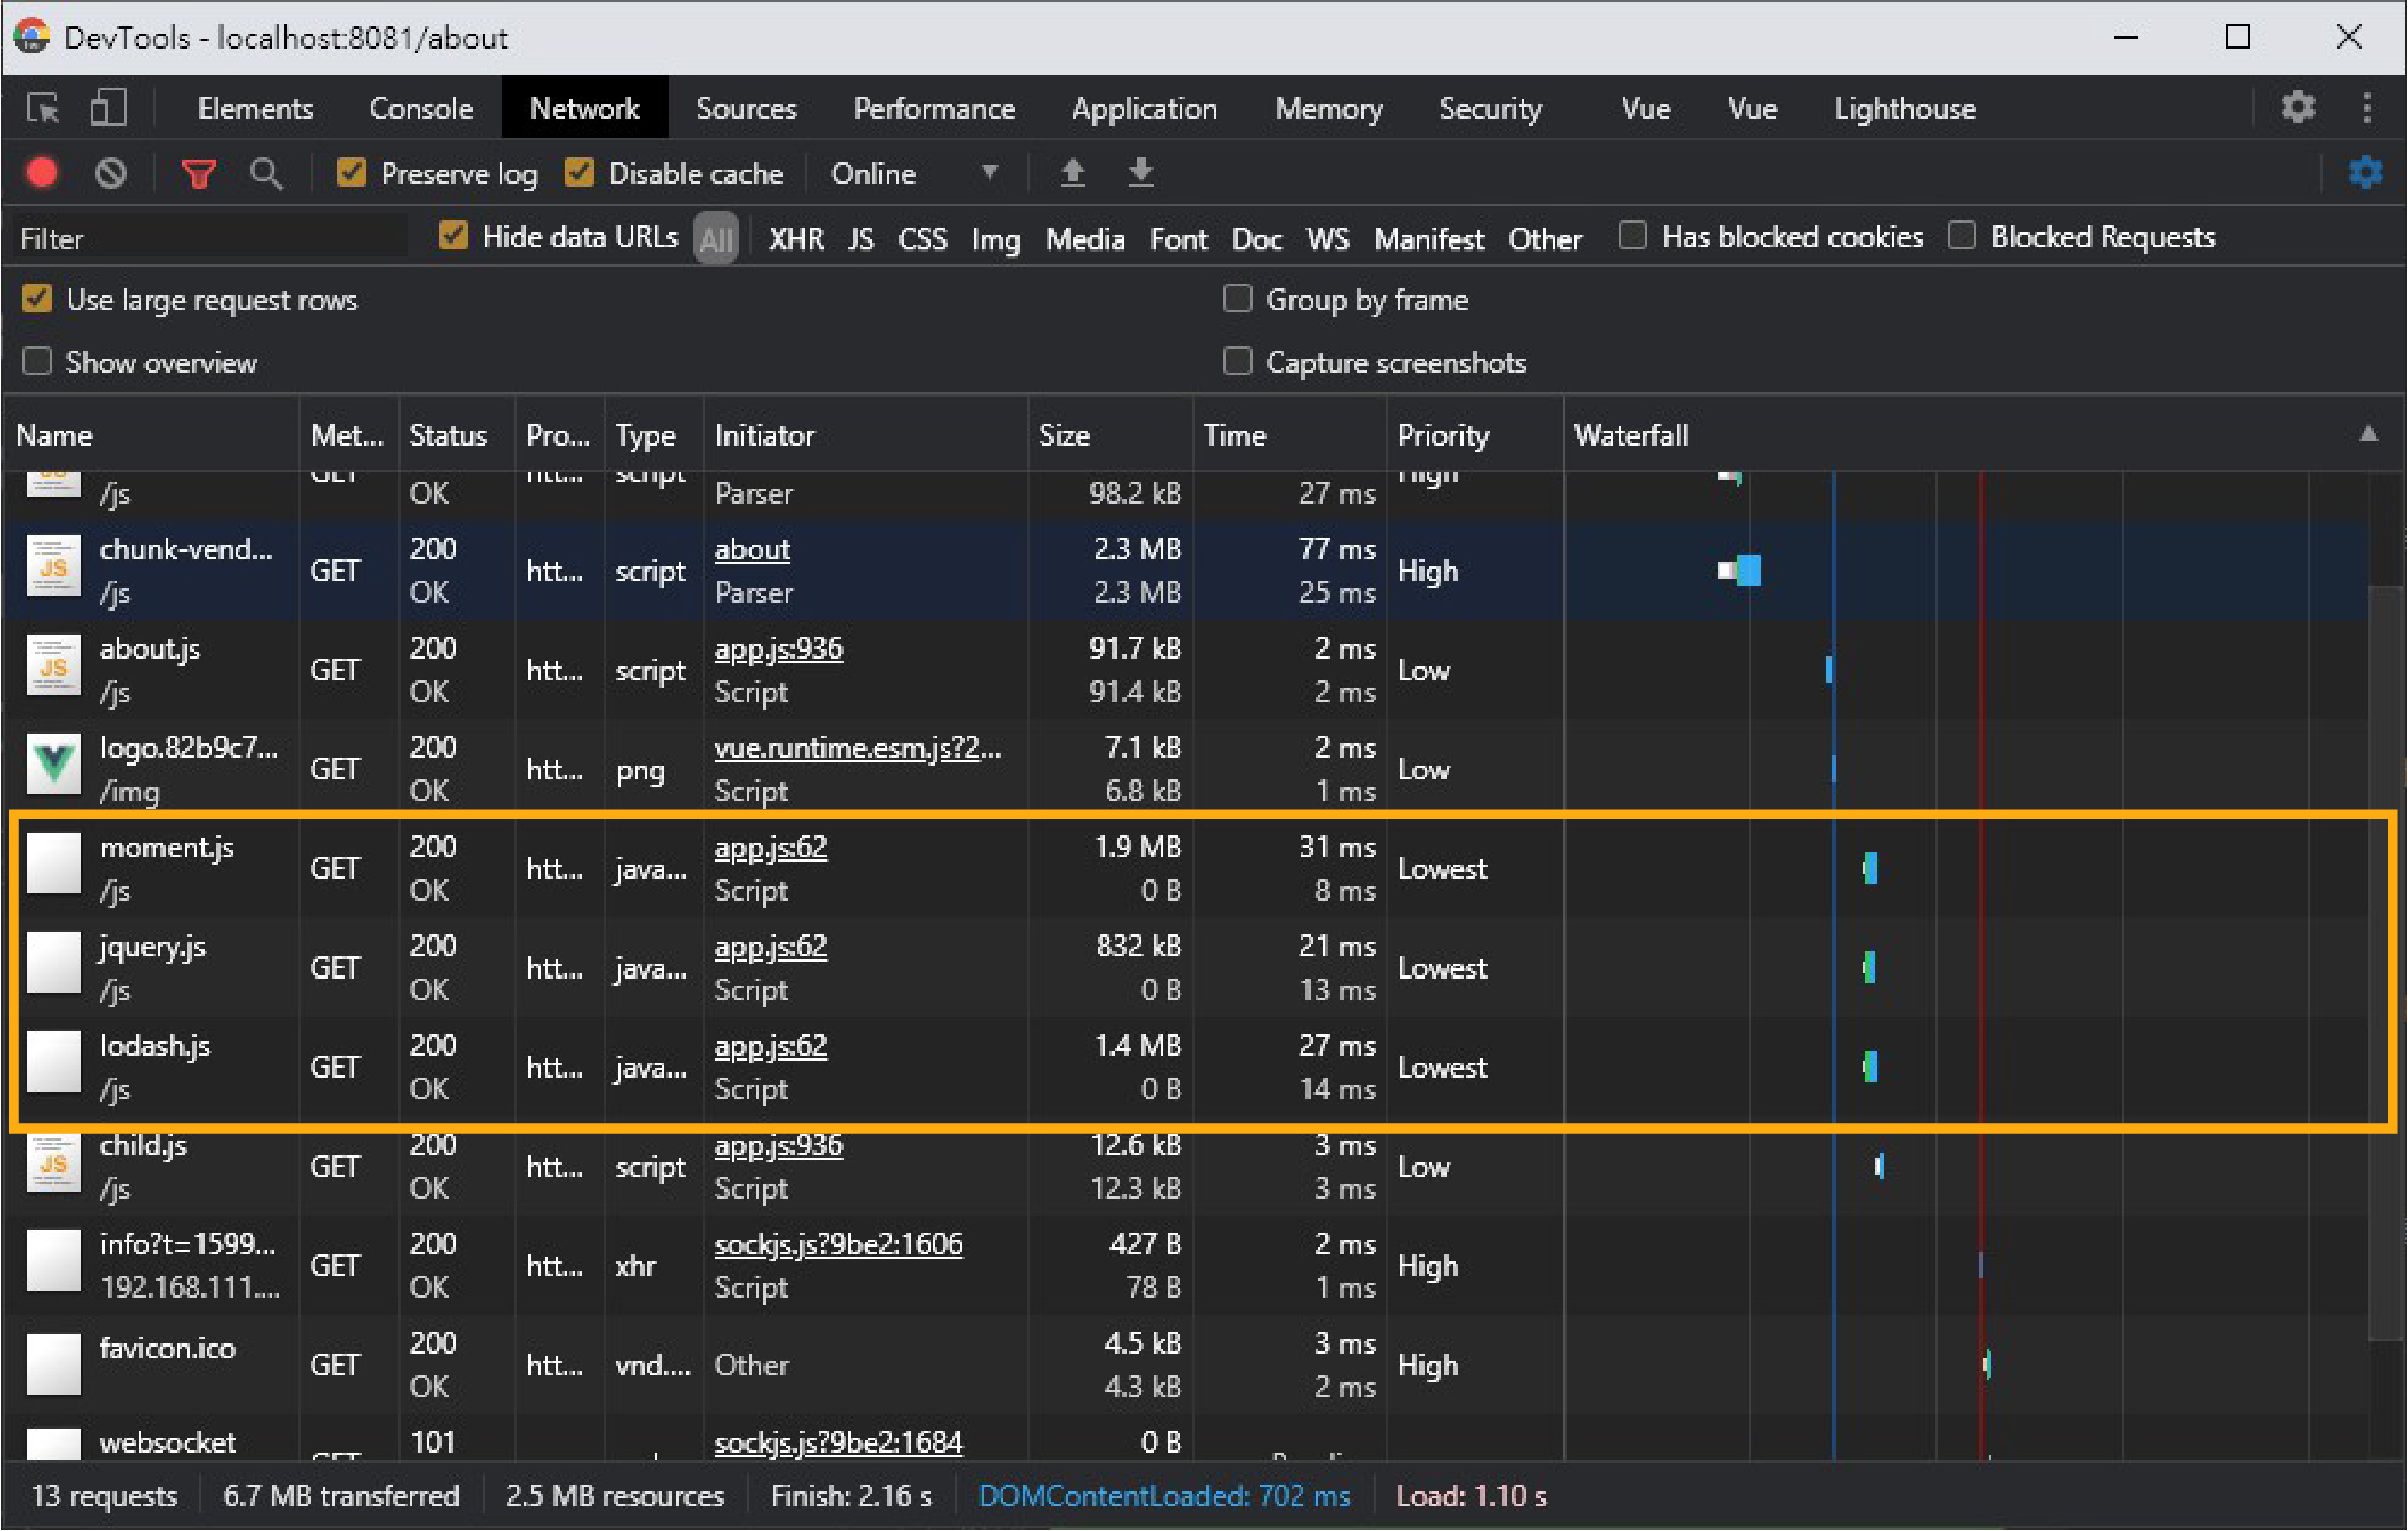 DevTools - localhost:8081/about
Elements Console Network Sources Performance Application Memory Security Vue Vue Lighthouse
Preserve log Disable cache Online
Filter Hide data URLs All XHR JS CSS Img Media Font Doc WS Manifest Other Has blocked cookies Blocked Requests
Use large request rows Group by frame
Show overview Capture screenshots
Name Met... Status Pro... Type Initiator Size Time Priority Waterfall
GET htt... script High
/js OK Parser 98.2 kB 27 ms
chunk-vend... 200 about 2.3 MB 77 ms
JS GET htt... script High
/js OK Parser 2.3 MB 25 ms
about.js 200 app.js:936 91.7 kB 2 ms
JS GET htt... script Low
/js OK Script 91.4 kB 2 ms
logo.82b9c7... 200 vue.runtime.esm.js?2... 7.1 kB 2 ms
GET htt... png Low
/img OK Script 6.8 kB 1 ms
moment.js 200 app.js:62 1.9 MB 31 ms
GET htt... java... Lowest
/js OK Script 0 B 8 ms
jquery.js 200 app.js:62 832 kB 21 ms
GET htt... java... Lowest
/js OK Script 0 B 13 ms
lodash.js 200 app.js:62 1.4 MB 27 ms
GET htt... java... Lowest
/js OK Script 0 B 14 ms
child.js 200 app.js:936 12.6 kB 3 ms
JS GET htt... script Low
/js OK Script 12.3 kB 3 ms
info?t=1599... 200 sockjs.js?9be2:1606 427 B 2 ms
GET htt... xhr High
192.168.111.... OK Script 78 B 1 ms
favicon.ico 200 4.5 kB 3 ms
GET htt... vnd.... Other High
OK 4.3 kB 2 ms
websocket 101 sockjs.js?9be2:1684 0 B
13 requests 6.7 MB transferred 2.5 MB resources Finish: 2.16 s DOMContentLoaded: 702 ms Load: 1.10 s